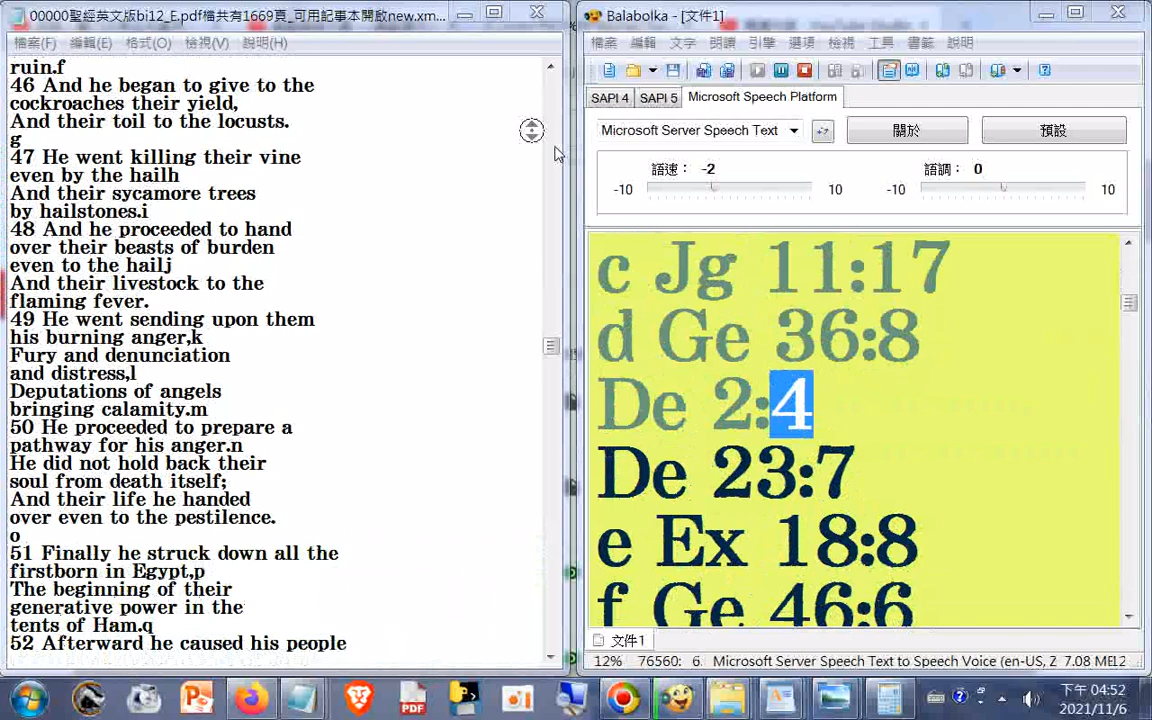 00000聖經英文版bi12_E.pdf檔共有1669頁_可用記事本開啟new.xm...
檔案(F) 編輯(E) 格式(O) 檢視(V) 說明(H)
ruin.f
46 And he began to give to the
cockroaches their yield,
And their toil to the locusts.
g
47 He went killing their vine
even by the hailh
And their sycamore trees
by hailstones.i
48 And he proceeded to hand
over their beasts of burden
even to the hailj
And their livestock to the
flaming fever.
49 He went sending upon them
his burning anger,k
Fury and denunciation
and distress,l
Deputations of angels
bringing calamity.m
50 He proceeded to prepare a
pathway for his anger.n
He did not hold back their
soul from death itself;
And their life he handed
over even to the pestilence.
o
51 Finally he struck down all the
firstborn in Egypt,p
The beginning of their
generative power in the
tents of Ham.q
52 Afterward he caused his people
Balabolka - [文件1]
檔案 編輯 文字 朗讀 引擎 選項 檢視 工具 書籤 說明
SAPI 4 SAPI 5 Microsoft Speech Platform
Microsoft Server Speech Text 關於 預設
語速: -2 語調: 0
-10 10 -10 10
c Jg 11:17
d Ge 36:8
De 2:4
De 23:7
e Ex 18:8
f Ge 46:6
文件1
12% 76560: 6 Microsoft Server Speech Text to Speech Voice (en-US, Z 7.08 ME12
PDF
下午 04:52
2021/11/6